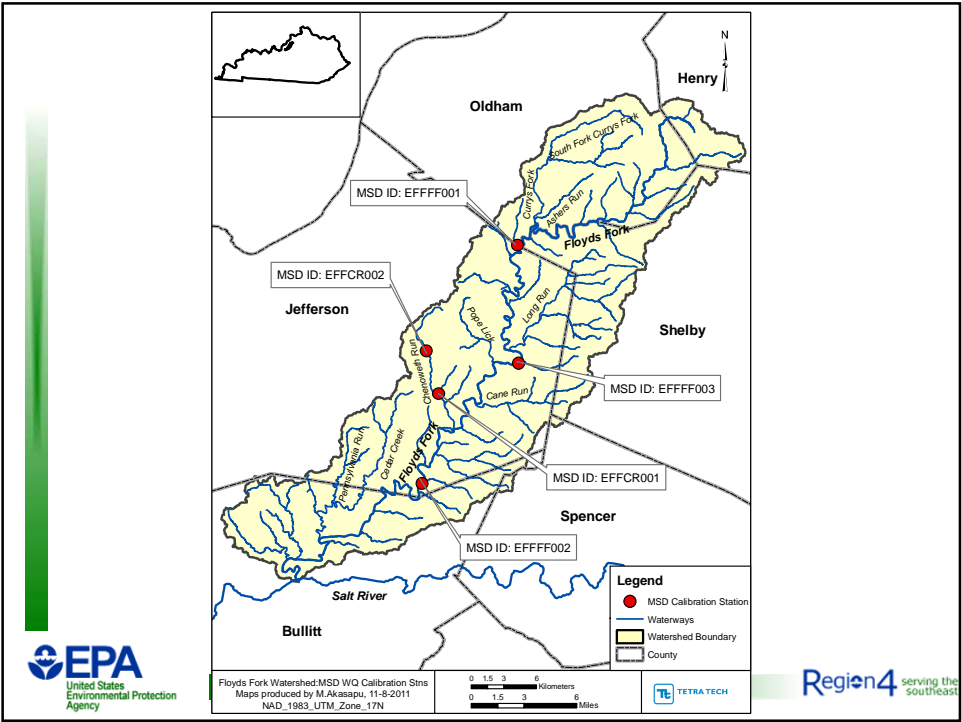 N
Henry
Oldham
South Fork Currys Fork
MSD ID: EFFFF001
Currys Fork
Ashers Run
Floyds Fork
MSD ID: EFFCR002
Jefferson
Long Run
Pope Lick
Shelby
Chenoweth Run
MSD ID: EFFFF003
Cane Run
Pennsylvania Run
Cedar Creek
Floyds Fork
MSD ID: EFFCR001
Spencer
MSD ID: EFFFF002
Salt River
Bullitt
Legend
MSD Calibration Station
Waterways
Watershed Boundary
County
Floyds Fork Watershed:MSD WQ Calibration Stns
Maps produced by M.Akasapu, 11-8-2011
NAD_1983_UTM_Zone_17N
0 1.5 3 6
Kilometers
0 1.5 3 6
Miles
Tt TETRA TECH
EPA
United States
Environmental Protection
Agency
Region4 serving the
southeast